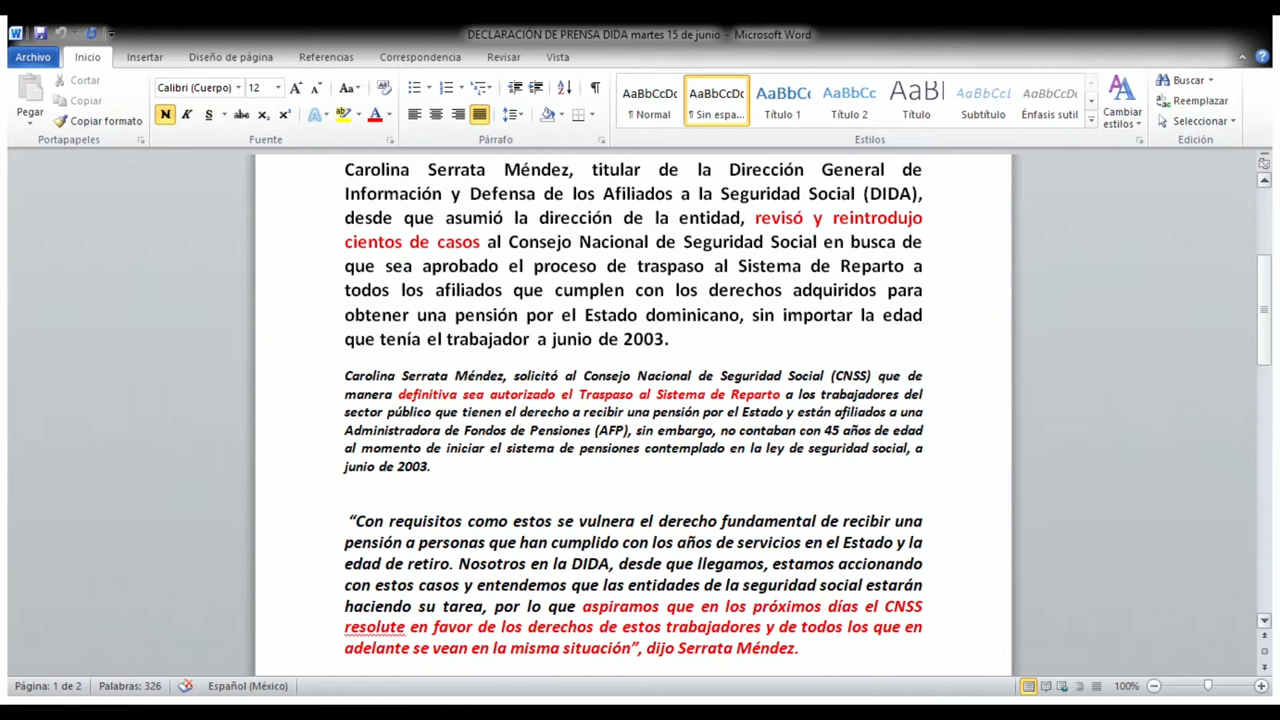 DECLARACIÓN DE PRENSA DIDA martes 15 de junio - Microsoft Word
Archivo Inicio Insertar Diseño de página Referencias Correspondencia Revisar Vista
Pegar
Cortar
Copiar
Copiar formato
Portapapeles
Calibri (Cuerpo) 12
N K S abc x₂ x² A ab A
Fuente
Párrafo
AaBbCcDc AaBbCcDc AaBbCc AaBbCc AaBl AaBbCcL AaBbCcDc
¶ Normal ¶ Sin espa... Título 1 Título 2 Título Subtítulo Énfasis sutil
Cambiar estilos
Estilos
Buscar
Reemplazar
Seleccionar
Edición
Carolina Serrata Méndez, titular de la Dirección General de
Información y Defensa de los Afiliados a la Seguridad Social (DIDA),
desde que asumió la dirección de la entidad, revisó y reintrodujo
cientos de casos al Consejo Nacional de Seguridad Social en busca de
que sea aprobado el proceso de traspaso al Sistema de Reparto a
todos los afiliados que cumplen con los derechos adquiridos para
obtener una pensión por el Estado dominicano, sin importar la edad
que tenía el trabajador a junio de 2003.
Carolina Serrata Méndez, solicitó al Consejo Nacional de Seguridad Social (CNSS) que de
manera definitiva sea autorizado el Traspaso al Sistema de Reparto a los trabajadores del
sector público que tienen el derecho a recibir una pensión por el Estado y están afiliados a una
Administradora de Fondos de Pensiones (AFP), sin embargo, no contaban con 45 años de edad
al momento de iniciar el sistema de pensiones contemplado en la ley de seguridad social, a
junio de 2003.
“Con requisitos como estos se vulnera el derecho fundamental de recibir una
pensión a personas que han cumplido con los años de servicios en el Estado y la
edad de retiro. Nosotros en la DIDA, desde que llegamos, estamos accionando
con estos casos y entendemos que las entidades de la seguridad social estarán
haciendo su tarea, por lo que aspiramos que en los próximos días el CNSS
resolute en favor de los derechos de estos trabajadores y de todos los que en
adelante se vean en la misma situación”, dijo Serrata Méndez.
Página: 1 de 2 Palabras: 326 Español (México) 100%